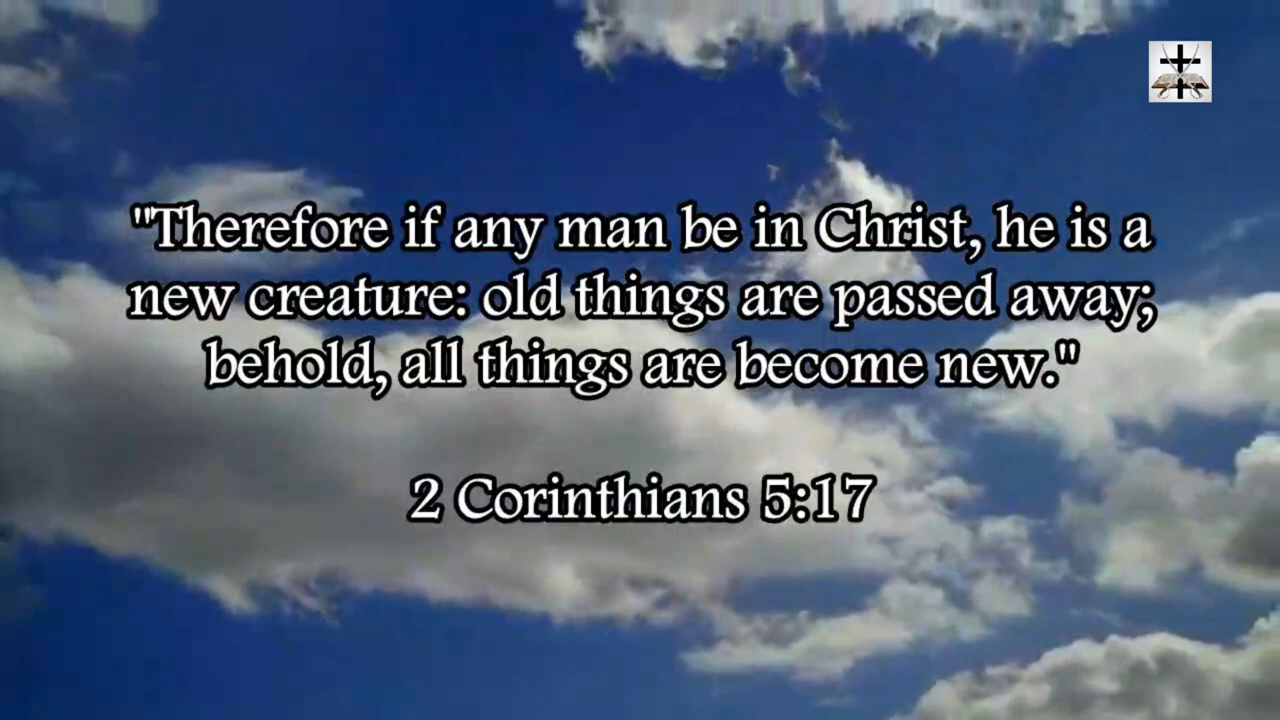 "Therefore if any man be in Christ, he is a
new creature: old things are passed away;
behold, all things are become new."
2 Corinthians 5:17